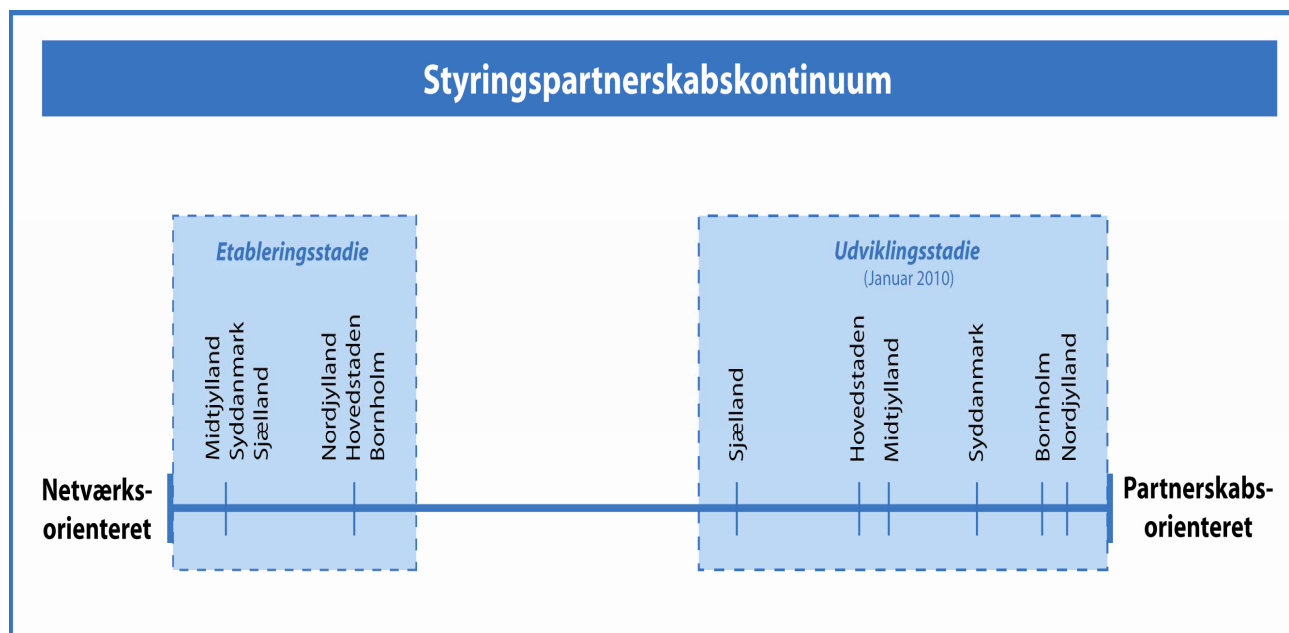 Styringspartnerskabskontinuum
Etableringsstadie
Midtjylland
Syddanmark
Sjælland
Nordjylland
Hovedstaden
Bornholm
Udviklingsstadie
(Januar 2010)
Sjælland
Hovedstaden
Midtjylland
Syddanmark
Bornholm
Nordjylland
Netværks-
orienteret
Partnerskabs-
orienteret